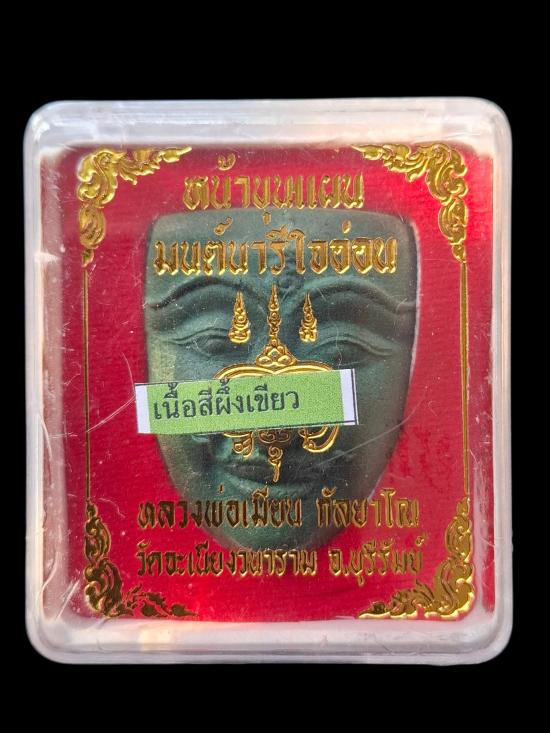 หน้าขุนแผน
มนต์นารีใจอ่อน
เนื้อสีผึ้งเขียว
หลวงพ่อเมียน กัลยาโณ
วัดจะเนียงวนาราม จ.บุรีรัมย์